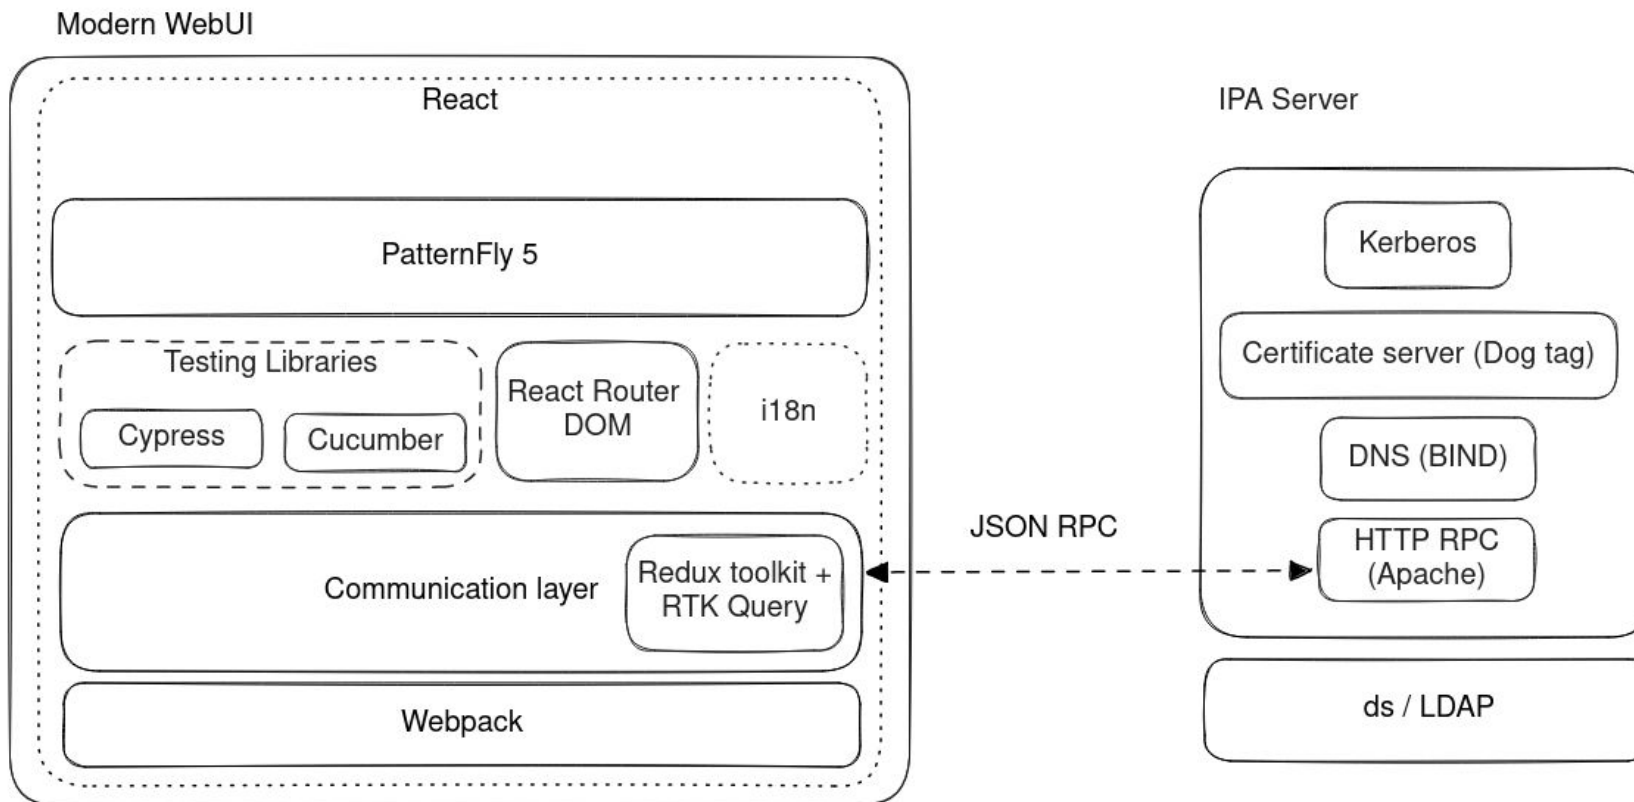 Modern WebUI
React
PatternFly 5
Testing Libraries
Cypress
Cucumber
React Router
DOM
i18n
Communication layer
Redux toolkit +
RTK Query
Webpack
JSON RPC
IPA Server
Kerberos
Certificate server (Dog tag)
DNS (BIND)
HTTP RPC
(Apache)
ds / LDAP